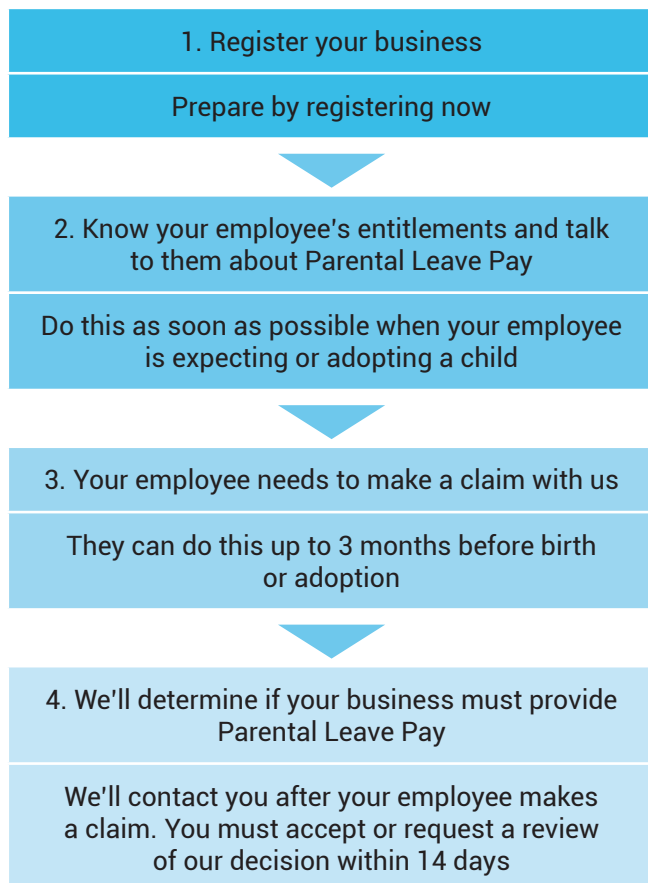 1. Register your business
Prepare by registering now
2. Know your employee's entitlements and talk
to them about Parental Leave Pay
Do this as soon as possible when your employee
is expecting or adopting a child
3. Your employee needs to make a claim with us
They can do this up to 3 months before birth
or adoption
4. We'll determine if your business must provide
Parental Leave Pay
We'll contact you after your employee makes
a claim. You must accept or request a review
of our decision within 14 days